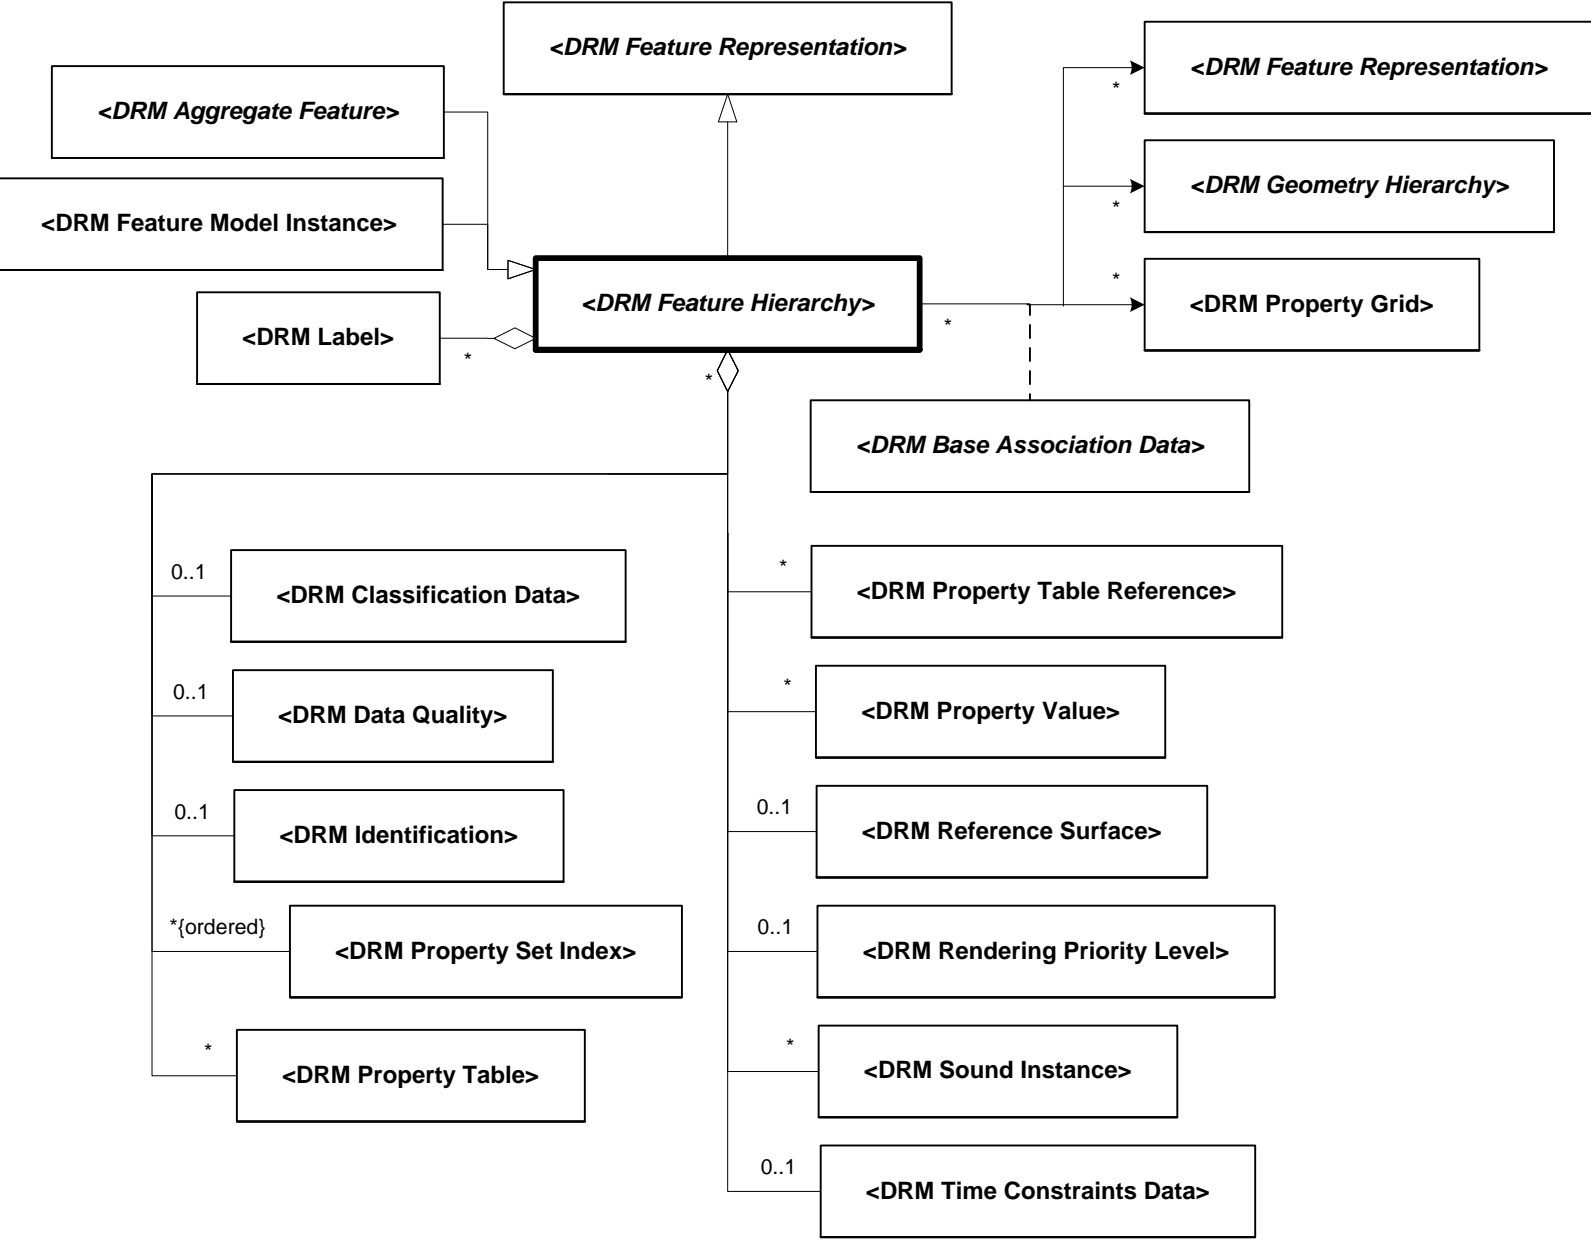 <DRM Feature Representation>
<DRM Feature Representation>
*
<DRM Aggregate Feature>
<DRM Geometry Hierarchy>
*
<DRM Feature Model Instance>
<DRM Feature Hierarchy>
*
*
<DRM Property Grid>
<DRM Label>
*
*
<DRM Base Association Data>
0..1
<DRM Classification Data>
*
<DRM Property Table Reference>
0..1
<DRM Data Quality>
*
<DRM Property Value>
0..1
<DRM Identification>
0..1
<DRM Reference Surface>
*{ordered}
<DRM Property Set Index>
0..1
<DRM Rendering Priority Level>
*
<DRM Property Table>
*
<DRM Sound Instance>
0..1
<DRM Time Constraints Data>